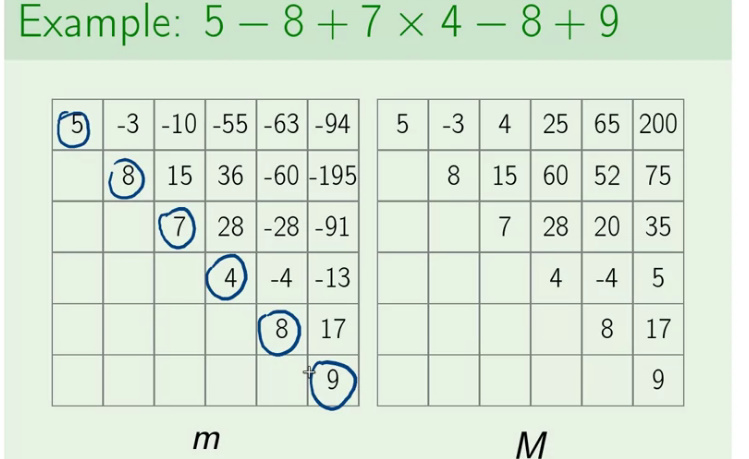 Example: 5 − 8 + 7 × 4 − 8 + 9
5 -3 -10 -55 -63 -94 5 -3 4 25 65 200
8 15 36 -60 -195 8 15 60 52 75
7 28 -28 -91 7 28 20 35
4 -4 -13 4 -4 5
8 17 8 17
9 9
m M